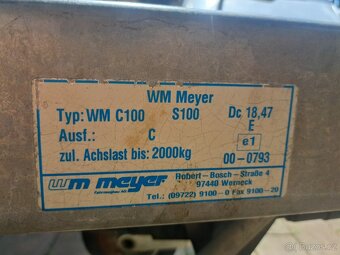 WM Meyer
Typ: WM C100 S100 Dc 18,47
E
Ausf.: C e1
zul. Achslast bis: 2000kg 00-0793
wm meyer Robert-Bosch-Straße 4
97440 Werneck
Tel.: (09722) 9100-0 Fax 9100-20